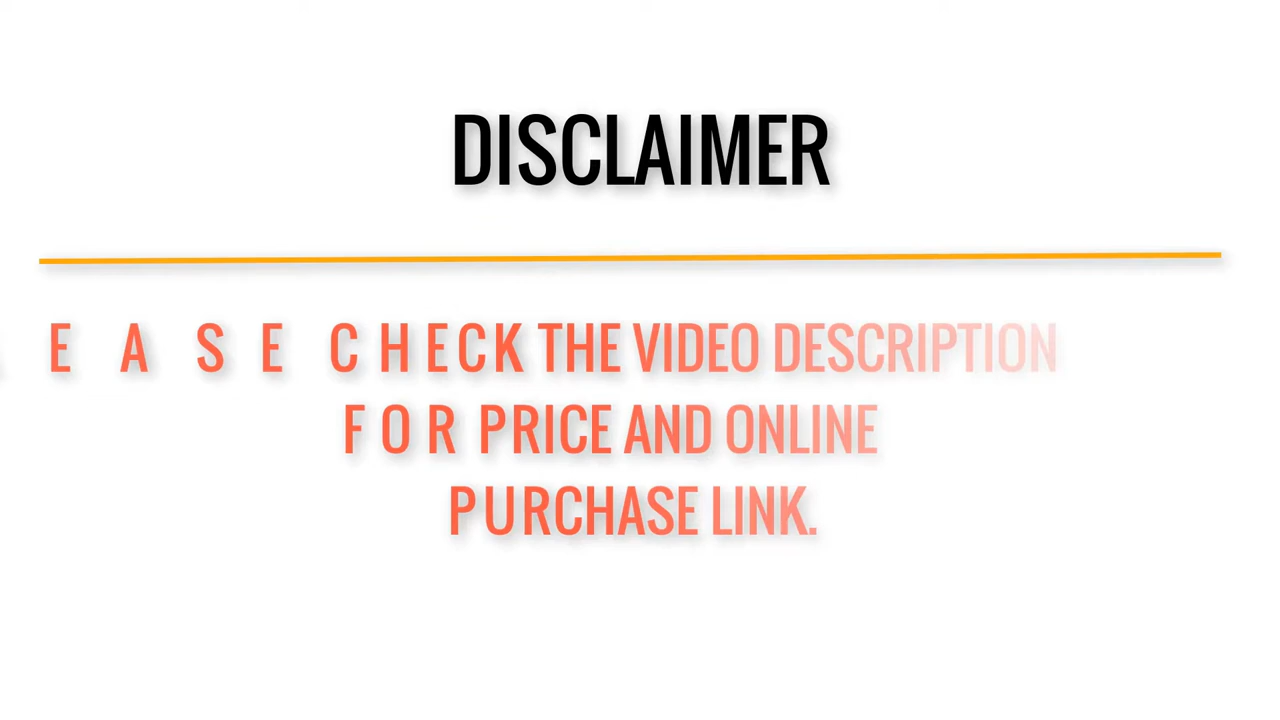 DISCLAIMER
EASE CHECK THE VIDEO DESCRIPTION
FOR PRICE AND ONLINE
PURCHASE LINK.